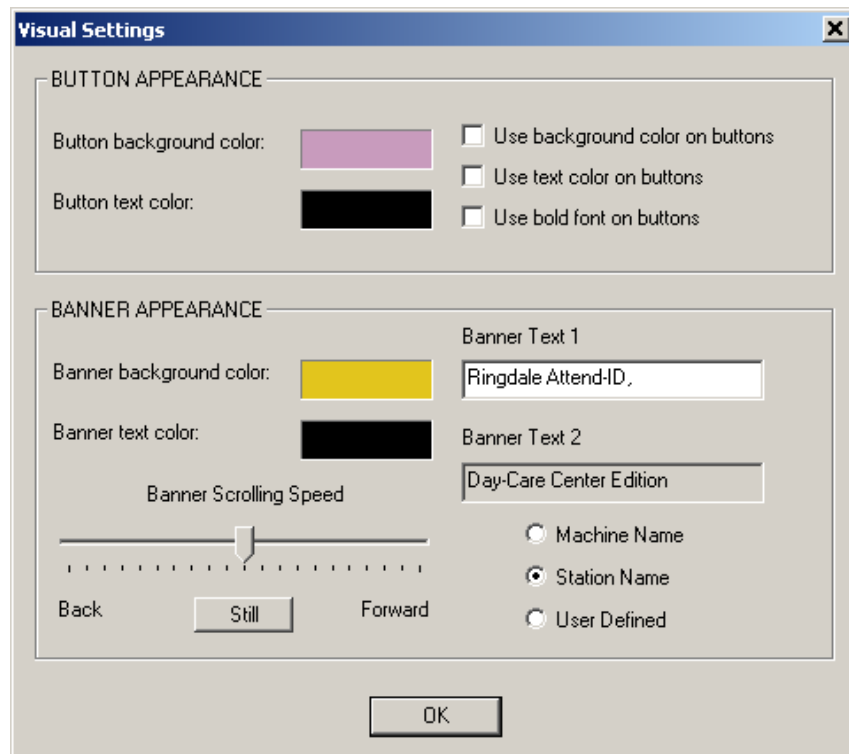 Visual Settings
BUTTON APPEARANCE
Button background color:
Use background color on buttons
Use text color on buttons
Button text color:
Use bold font on buttons
BANNER APPEARANCE
Banner Text 1
Banner background color:
Ringdale Attend-ID,
Banner text color:
Banner Text 2
Day-Care Center Edition
Banner Scrolling Speed
Machine Name
Station Name
User Defined
Back
Still
Forward
OK